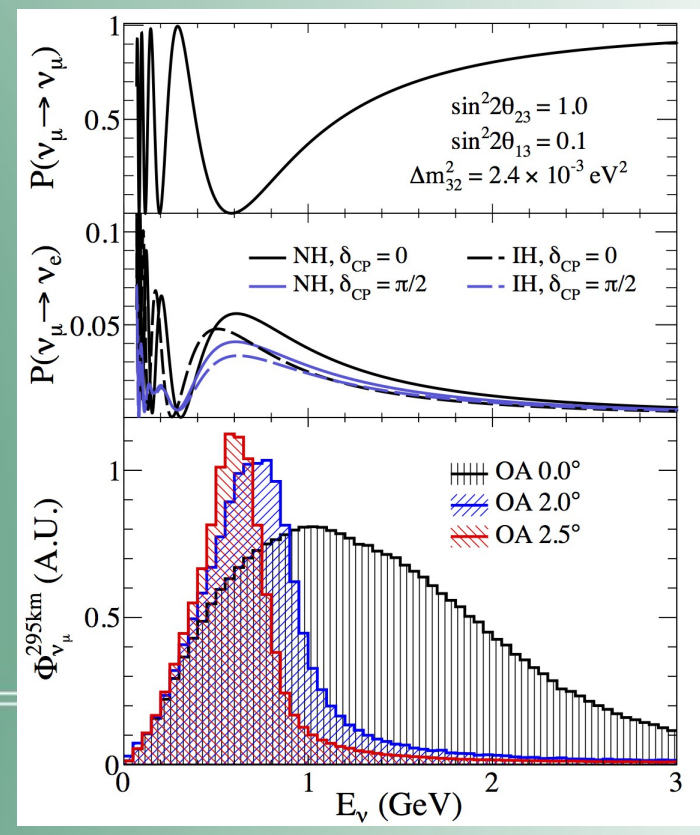 1
0.5
P(νμ → νμ)
sin²2θ₂₃ = 1.0
sin²2θ₁₃ = 0.1
Δm²₃₂ = 2.4 × 10⁻³ eV²
0.1
0.05
P(νμ → νe)
NH, δCP = 0
IH, δCP = 0
NH, δCP = π/2
IH, δCP = π/2
1
0.5
0
Φνμ²⁹⁵ᵏᵐ (A.U.)
OA 0.0°
OA 2.0°
OA 2.5°
0 1 2 3
Eν (GeV)